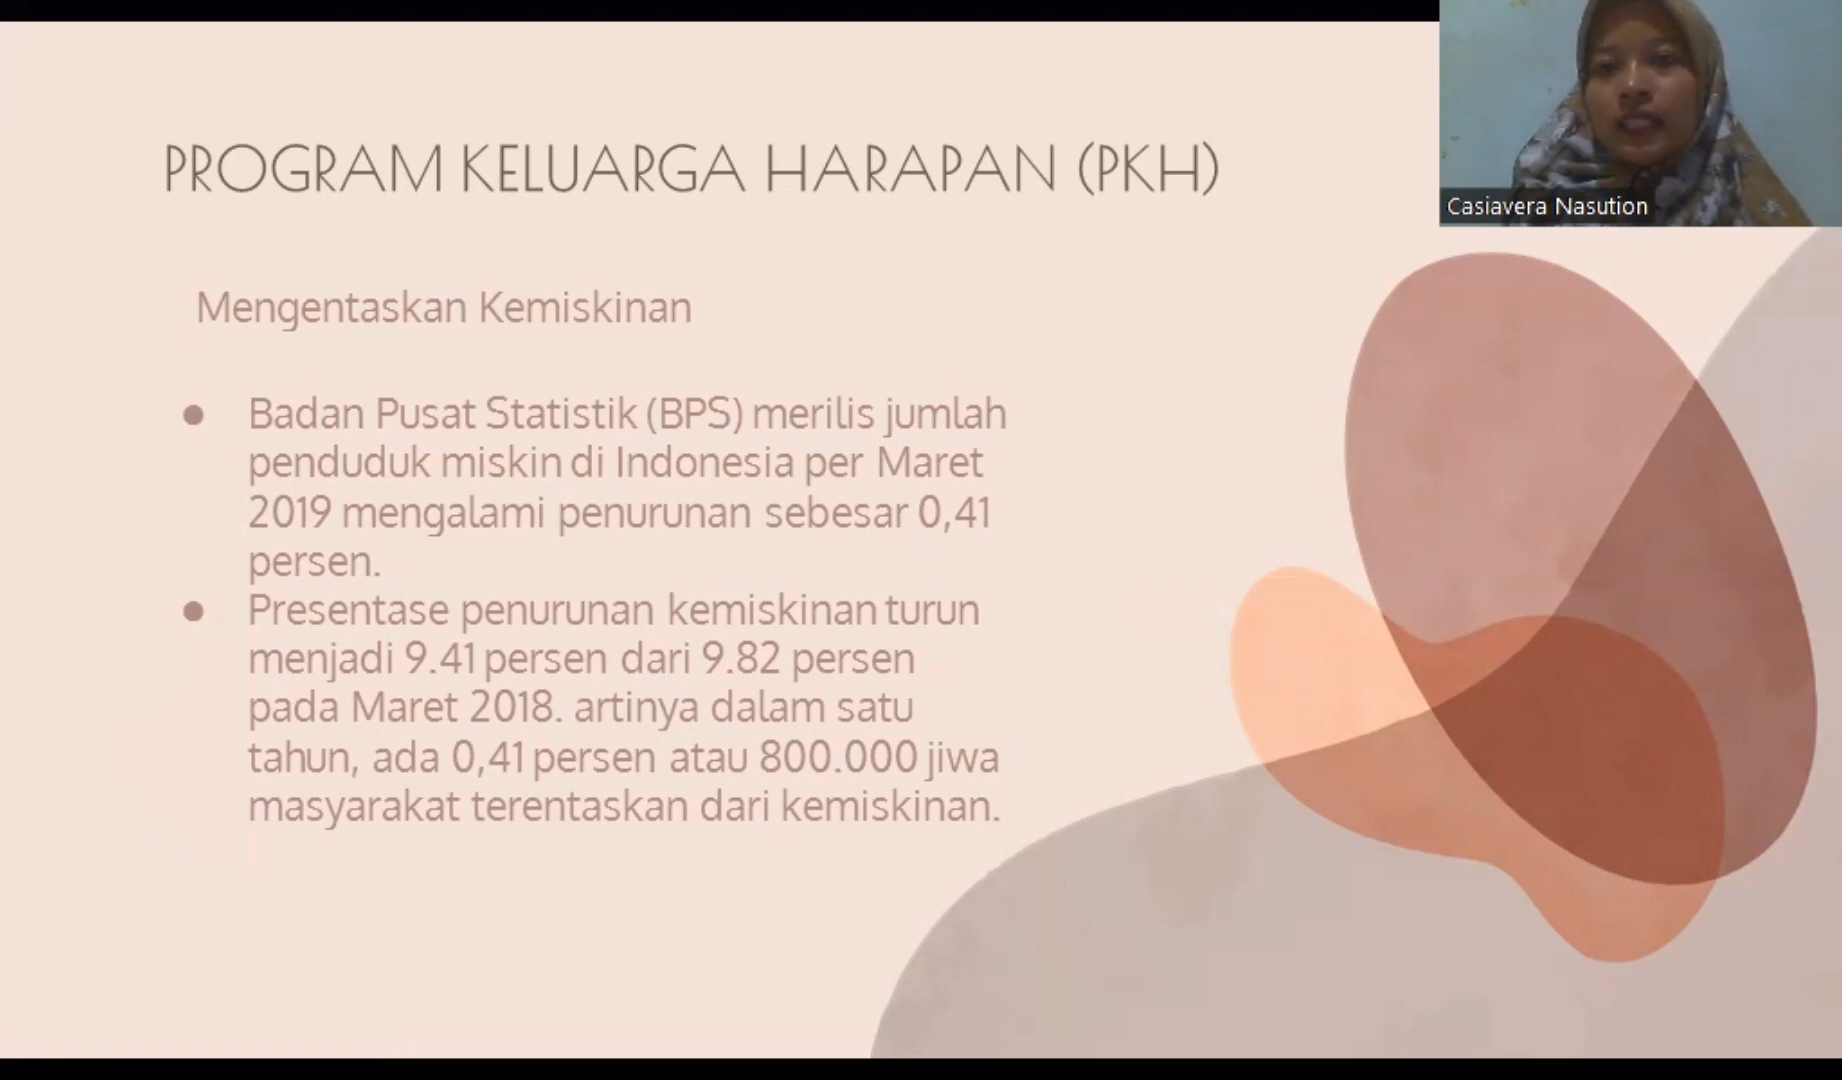 PROGRAM KELUARGA HARAPAN (PKH)
Casiavera Nasution
Mengentaskan Kemiskinan
● Badan Pusat Statistik (BPS) merilis jumlah
penduduk miskin di Indonesia per Maret
2019 mengalami penurunan sebesar 0,41
persen.
● Presentase penurunan kemiskinan turun
menjadi 9.41 persen dari 9.82 persen
pada Maret 2018. artinya dalam satu
tahun, ada 0,41 persen atau 800.000 jiwa
masyarakat terentaskan dari kemiskinan.